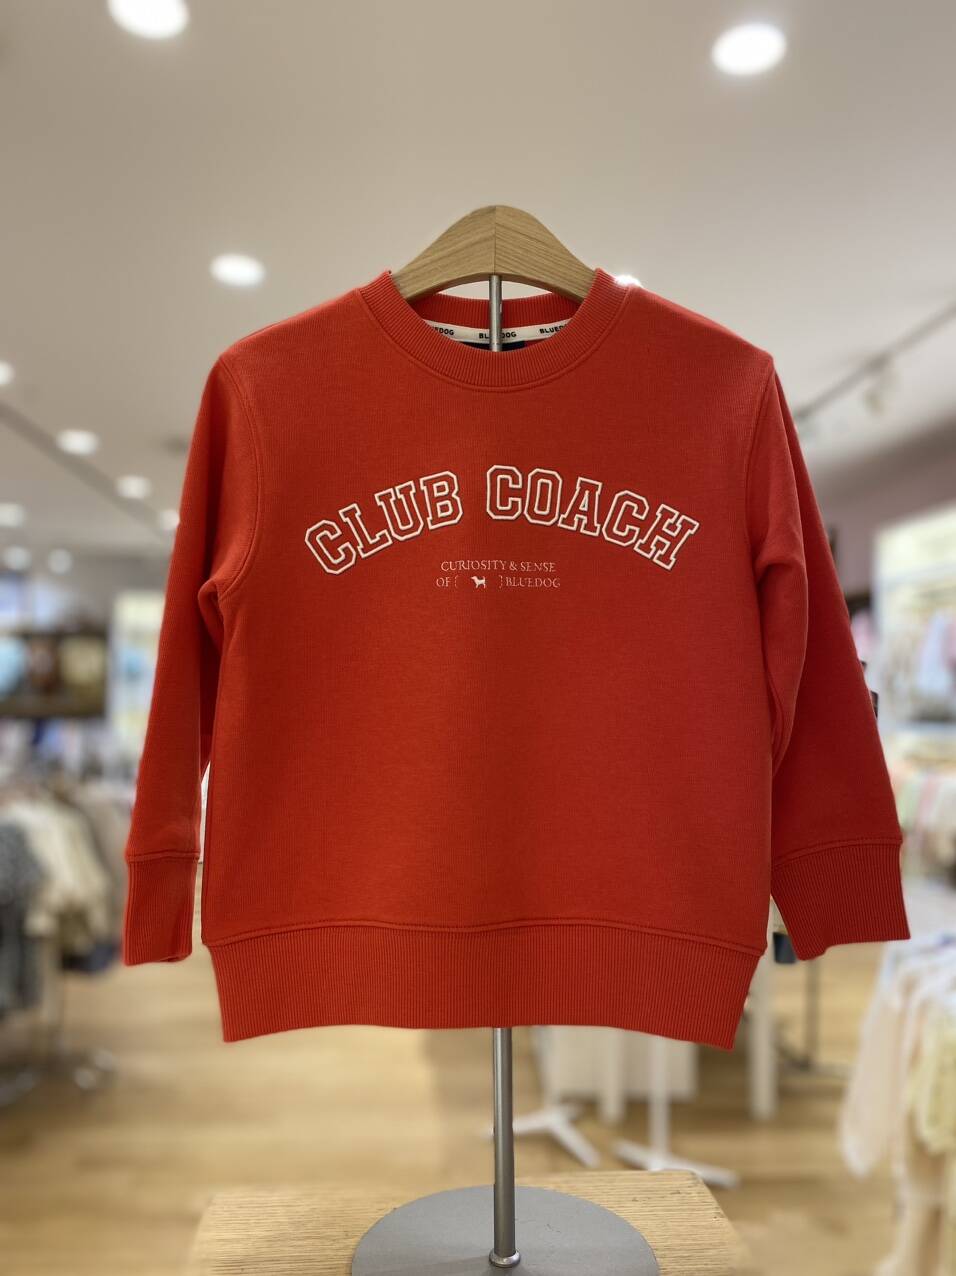 BLUEDOG BLUEDOG
CLUB COACH
CURIOSITY & SENSE
OF { } BLUEDOG